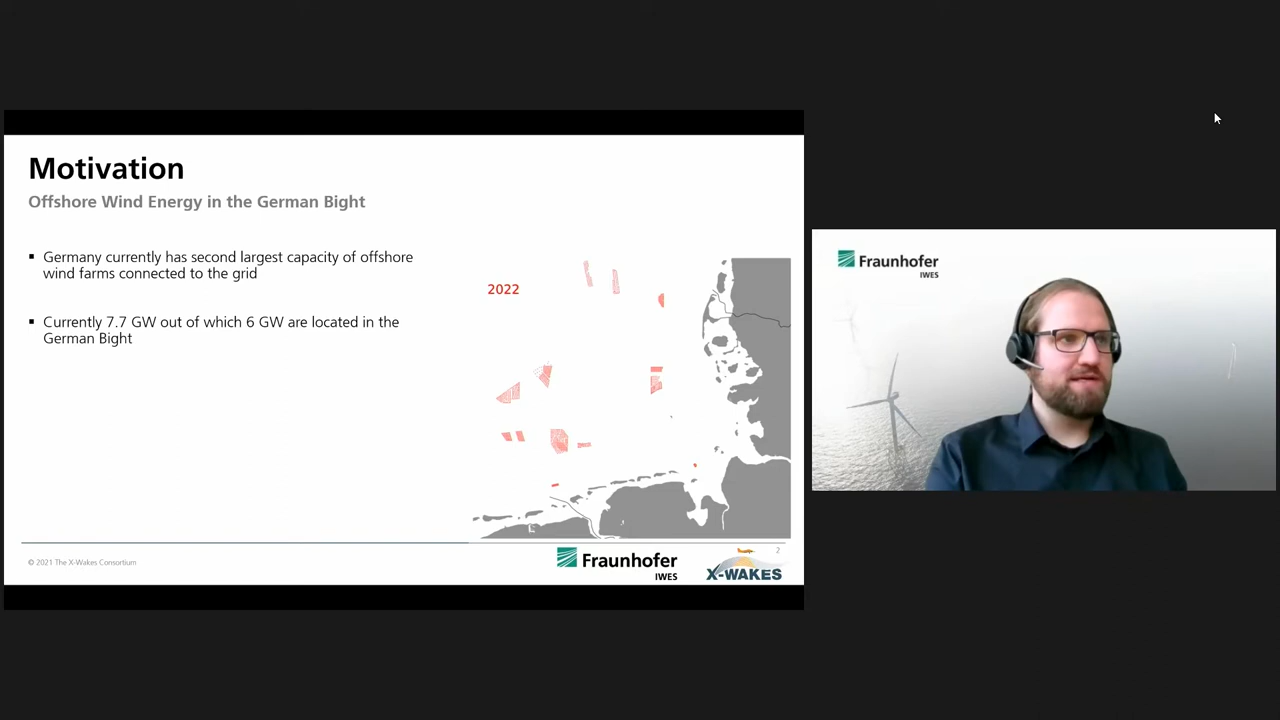 Motivation
Offshore Wind Energy in the German Bight
▪ Germany currently has second largest capacity of offshore
wind farms connected to the grid
▪ Currently 7.7 GW out of which 6 GW are located in the
German Bight
2022
© 2021 The X-Wakes Consortium
Fraunhofer
IWES
X-WAKES
2
Fraunhofer
IWES